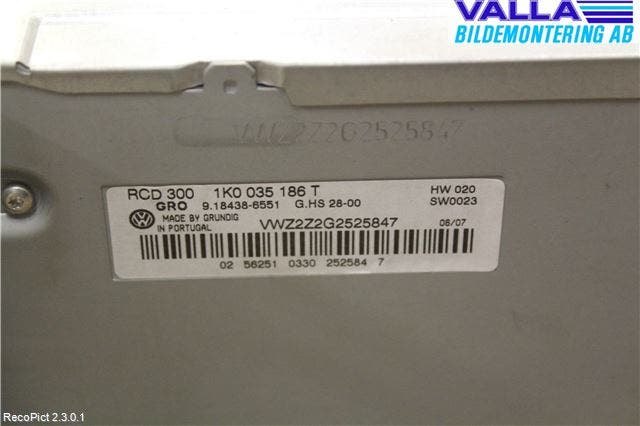 VALLA
BILDEMONTERING AB
VWZ2Z2G2525847
RCD 300 1K0 035 186 T HW 020
GRO 9.18438-6551 G.HS 28-00 SW0023
MADE BY GRUNDIG
IN PORTUGAL
VWZ2Z2G2525847 06/07
02 56251 0330 252584 7
RecoPict 2.3.0.1